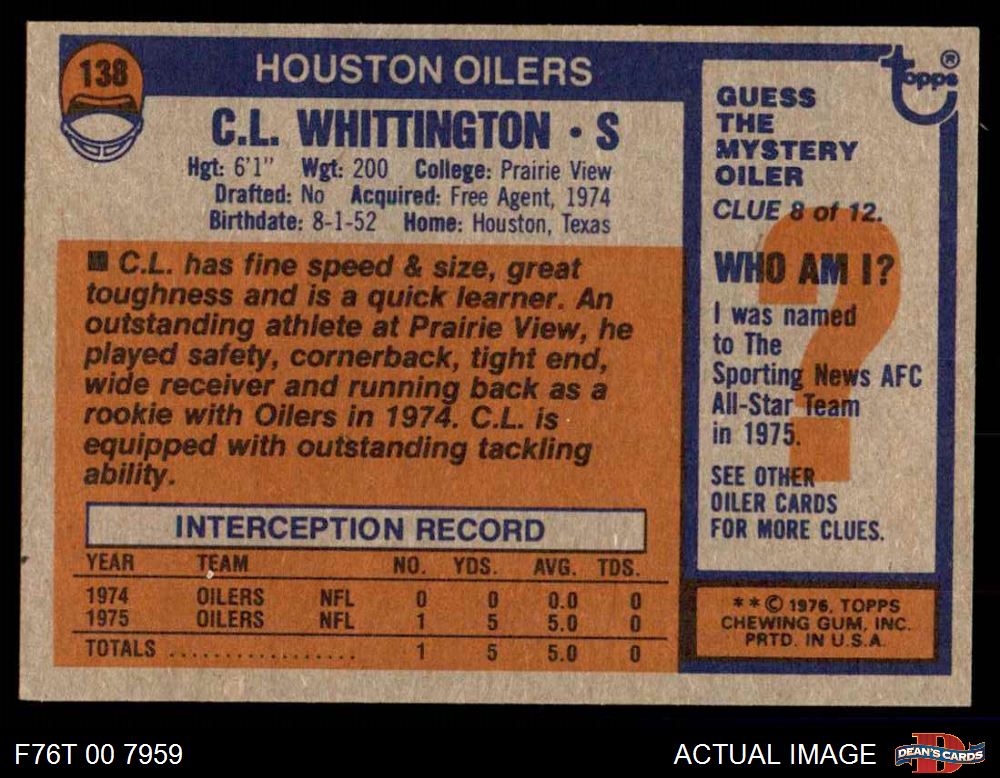 138
HOUSTON OILERS
C.L. WHITTINGTON • S
Hgt: 6'1" Wgt: 200 College: Prairie View
Drafted: No Acquired: Free Agent, 1974
Birthdate: 8-1-52 Home: Houston, Texas
■ C.L. has fine speed & size, great
toughness and is a quick learner. An
outstanding athlete at Prairie View, he
played safety, cornerback, tight end,
wide receiver and running back as a
rookie with Oilers in 1974. C.L. is
equipped with outstanding tackling
ability.
INTERCEPTION RECORD
YEAR TEAM NO. YDS. AVG. TDS.
1974 OILERS NFL 0 0 0.0 0
1975 OILERS NFL 1 5 5.0 0
TOTALS .................. 1 5 5.0 0
topps®
GUESS
THE
MYSTERY
OILER
CLUE 8 of 12.
WHO AM I?
?
I was named
to The
Sporting News AFC
All-Star Team
in 1975.
SEE OTHER
OILER CARDS
FOR MORE CLUES.
**© 1976, TOPPS
CHEWING GUM, INC.
PRTD. IN U.S.A.
F76T 00 7959
ACTUAL IMAGE
D
DEAN'S CARDS